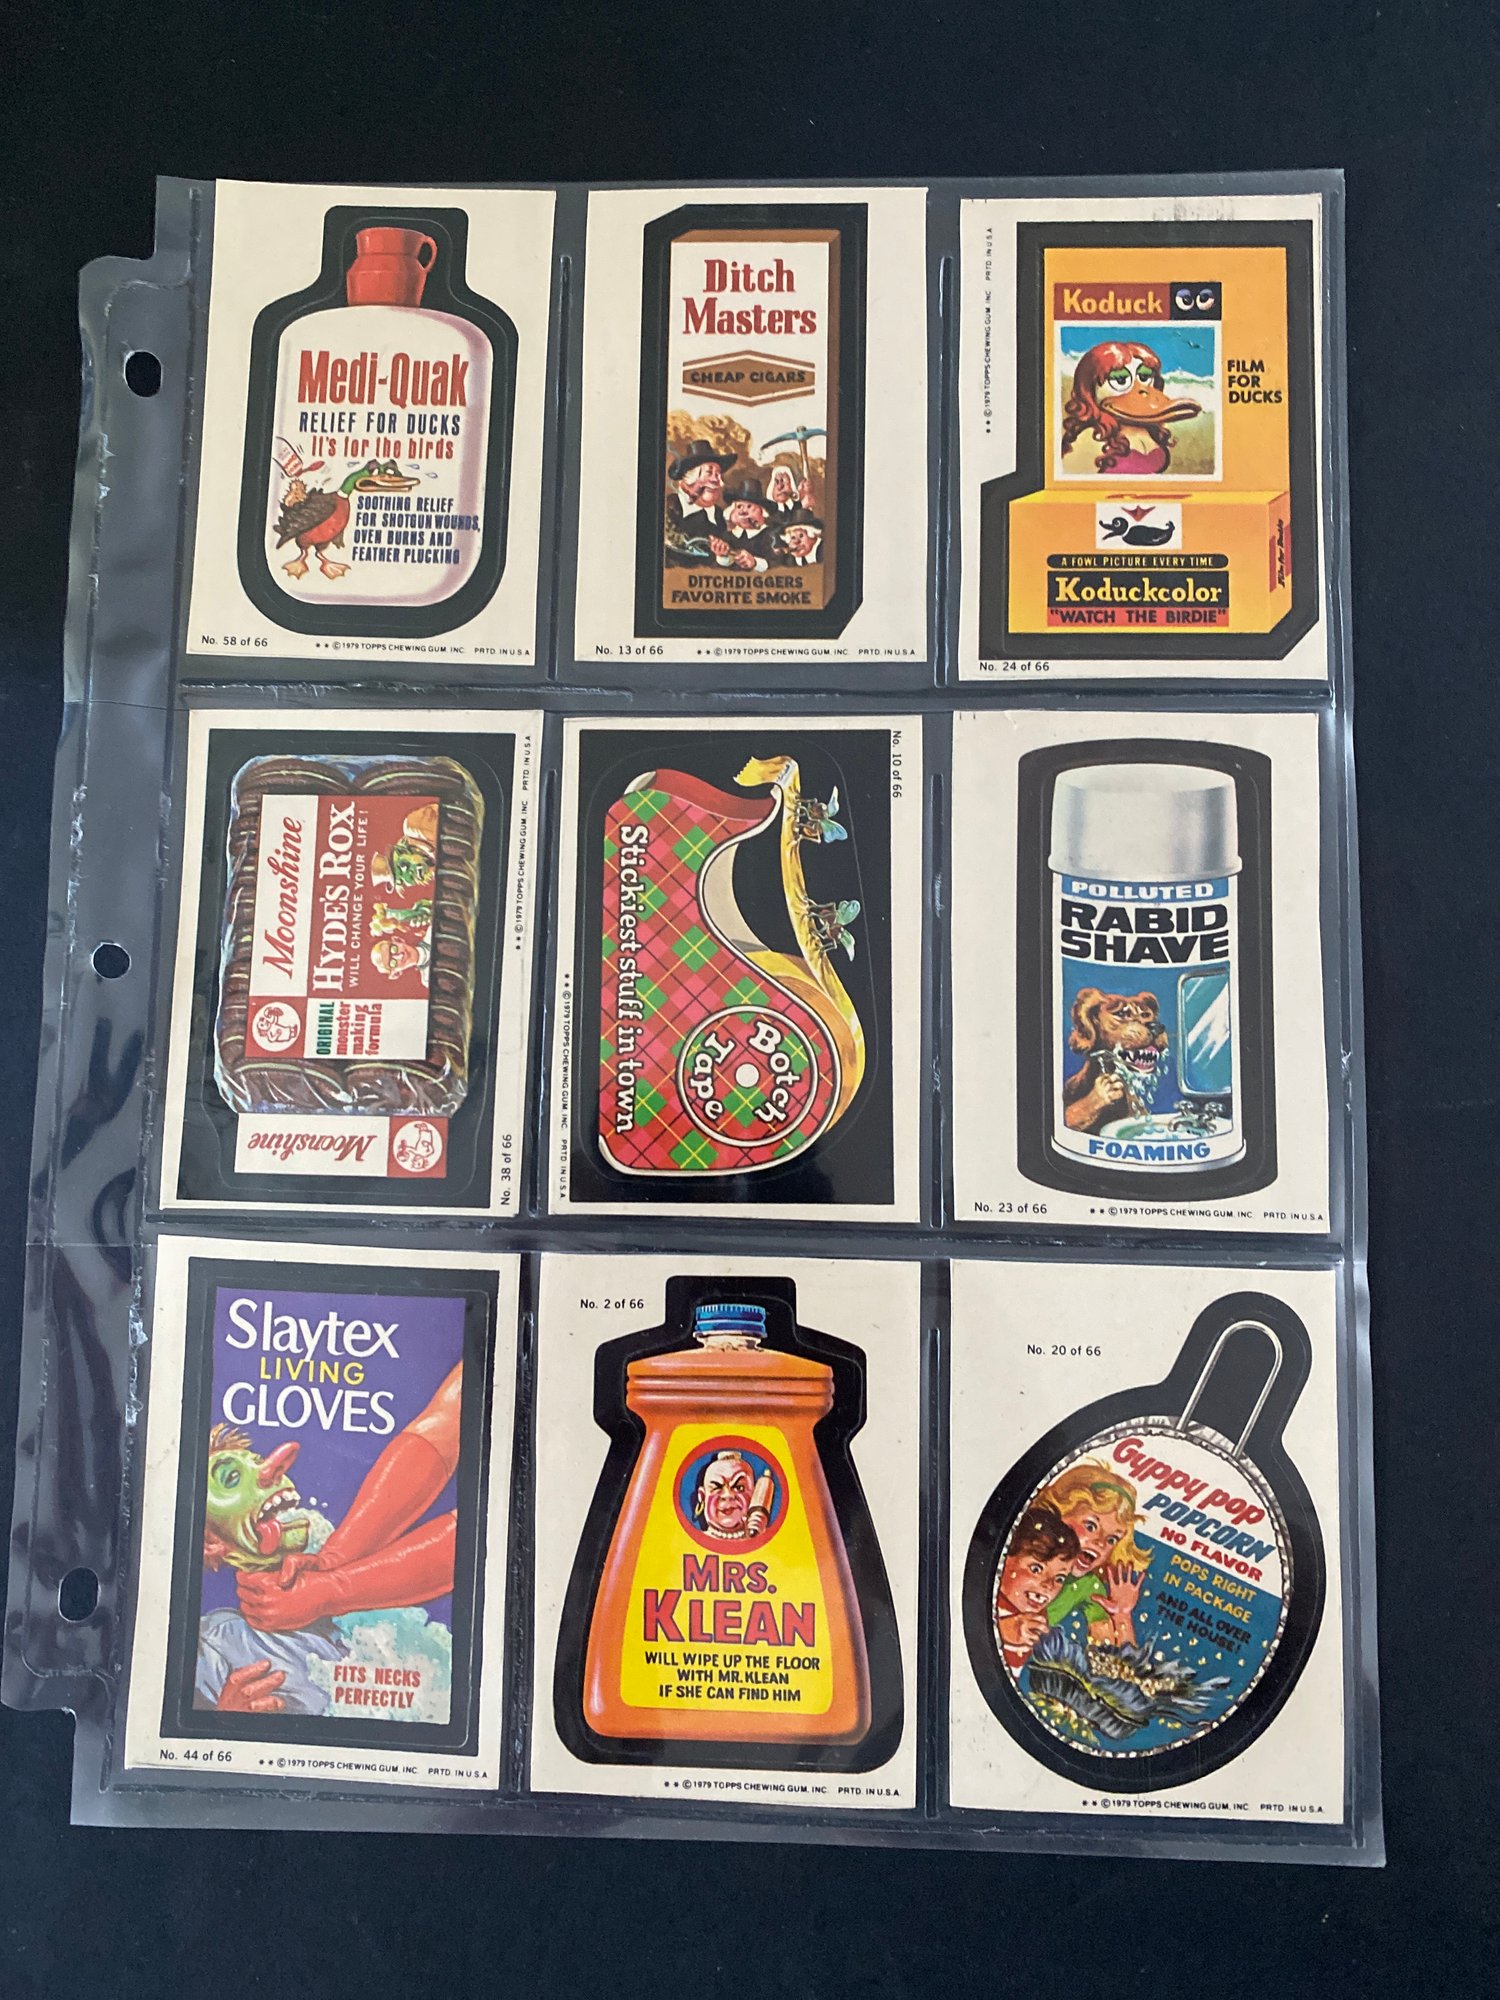 Medi-Quak
RELIEF FOR DUCKS
it's for the birds
SOOTHING RELIEF
FOR SHOTGUN WOUNDS,
OVEN BURNS AND
FEATHER PLUCKING
No. 58 of 66
* * © 1979 TOPPS CHEWING GUM, INC. PRTD. IN U.S.A.
Ditch
Masters
CHEAP CIGARS
DITCHDIGGERS
FAVORITE SMOKE
No. 13 of 66
* * © 1979 TOPPS CHEWING GUM, INC. PRTD. IN U.S.A.
* * © 1979 TOPPS CHEWING GUM, INC. PRTD. IN U.S.A.
Koduck
FILM
FOR
DUCKS
A FOWL PICTURE EVERY TIME
Koduckcolor
"WATCH THE BIRDIE"
No. 24 of 66
Moonshine
HYDE'S ROX
WILL CHANGE YOUR LIFE!
ORIGINAL
monster
making
formula
Moonshine
No. 38 of 66
* * © 1979 TOPPS CHEWING GUM, INC. PRTD. IN U.S.A.
No. 10 of 66
Stickiest stuff in town
Botch
Tape
* * © 1979 TOPPS CHEWING GUM, INC. PRTD. IN U.S.A.
POLLUTED
RABID
SHAVE
FOAMING
No. 23 of 66
* * © 1979 TOPPS CHEWING GUM, INC. PRTD. IN U.S.A.
Slaytex
LIVING
GLOVES
FITS NECKS
PERFECTLY
No. 44 of 66
* * © 1979 TOPPS CHEWING GUM, INC. PRTD. IN U.S.A.
No. 2 of 66
MRS.
KLEAN
WILL WIPE UP THE FLOOR
WITH MR. KLEAN
IF SHE CAN FIND HIM
* * © 1979 TOPPS CHEWING GUM, INC. PRTD. IN U.S.A.
No. 20 of 66
Gyppy pop
POPCORN
NO FLAVOR
POPS RIGHT
IN PACKAGE
AND ALL OVER
THE HOUSE!
* * © 1979 TOPPS CHEWING GUM, INC. PRTD. IN U.S.A.